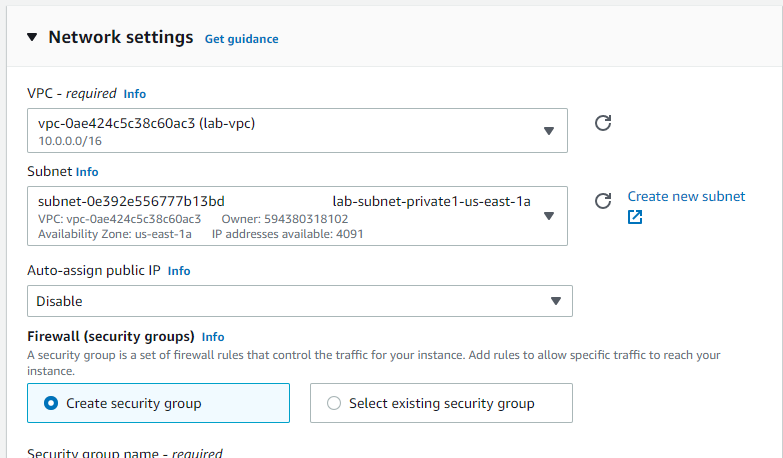 Network settings Get guidance
VPC - required Info
vpc-0ae424c5c38c60ac3 (lab-vpc)
10.0.0.0/16
Subnet Info
subnet-0e392e556777b13bd lab-subnet-private1-us-east-1a
VPC: vpc-0ae424c5c38c60ac3 Owner: 594380318102
Availability Zone: us-east-1a IP addresses available: 4091
Create new subnet
Auto-assign public IP Info
Disable
Firewall (security groups) Info
A security group is a set of firewall rules that control the traffic for your instance. Add rules to allow specific traffic to reach your
instance.
Create security group Select existing security group
Security group name - required